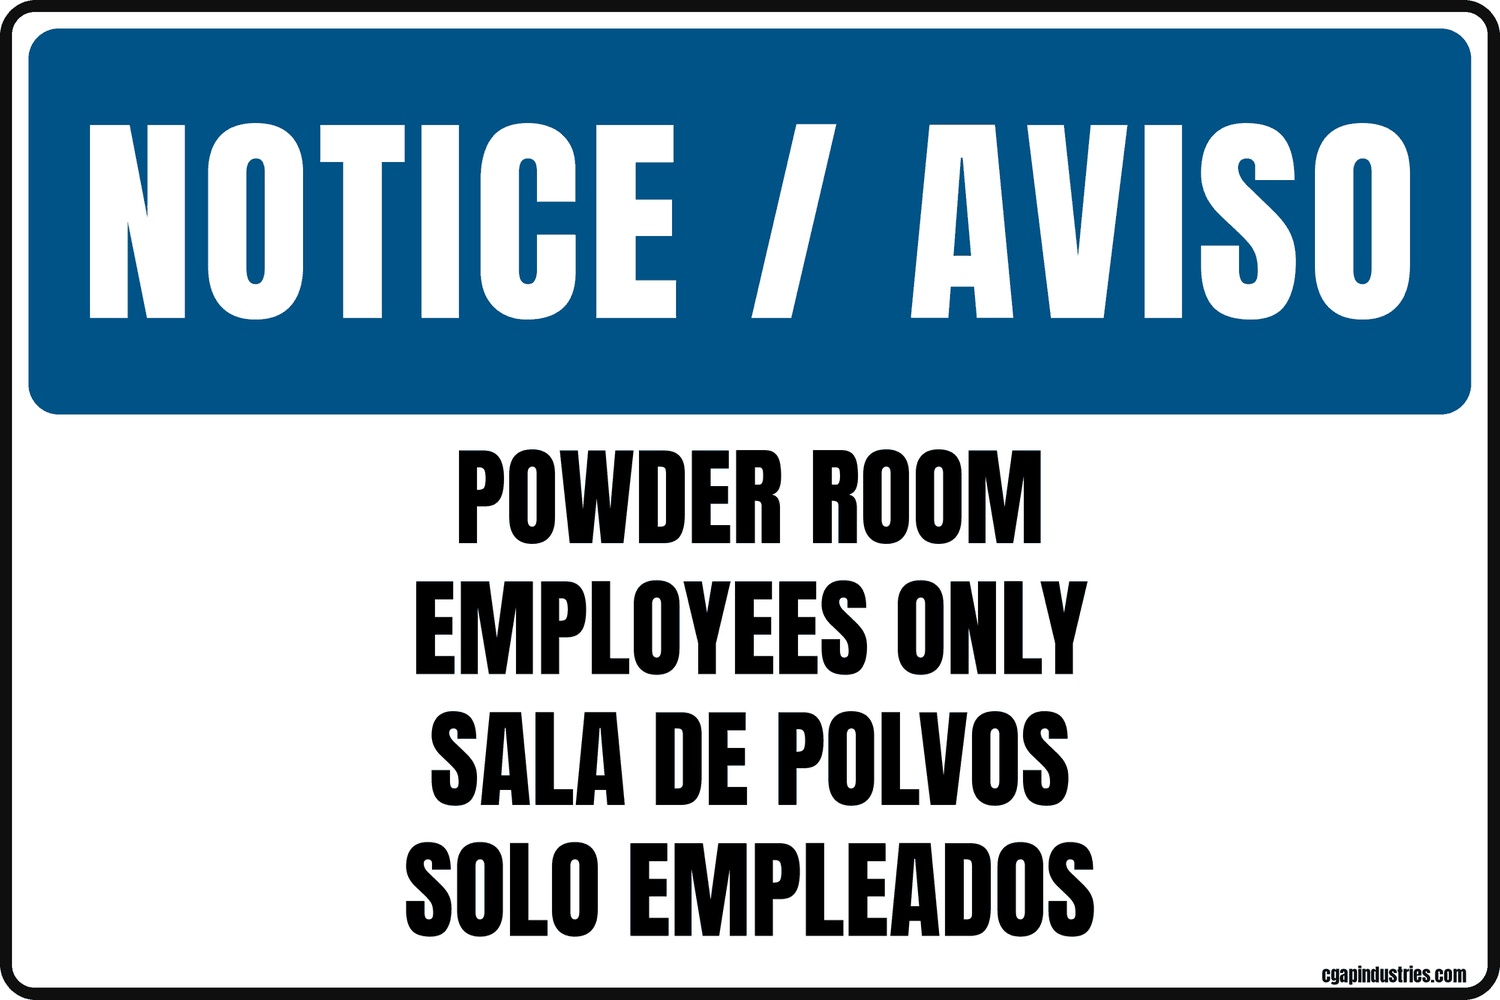 NOTICE / AVISO
POWDER ROOM
EMPLOYEES ONLY
SALA DE POLVOS
SOLO EMPLEADOS
cgapindustries.com